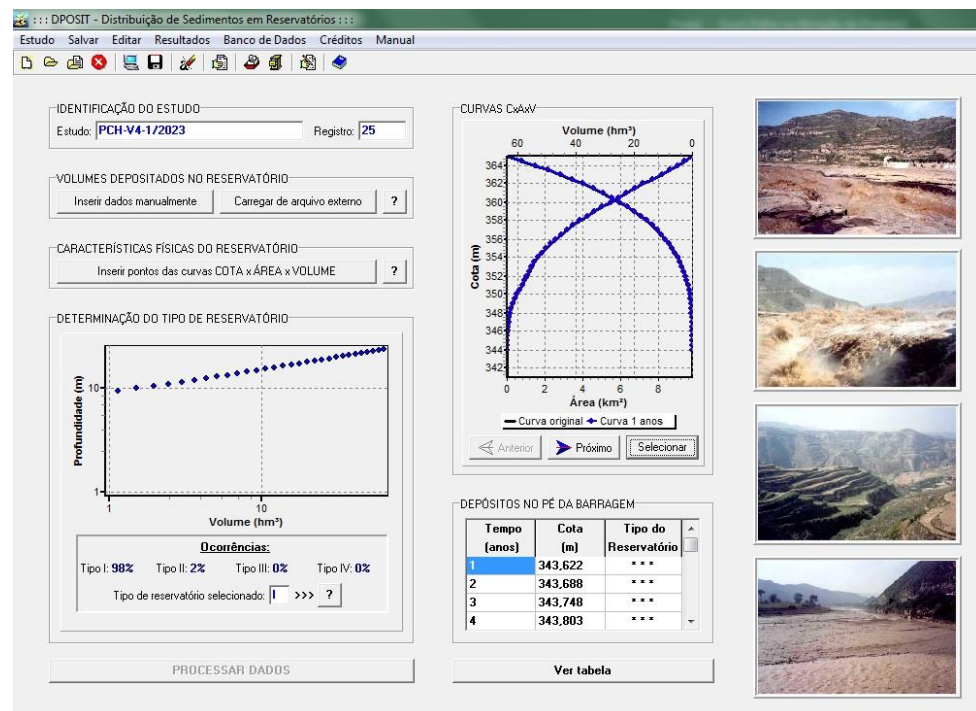 ::: DPOSIT - Distribuição de Sedimentos em Reservatórios :::
Estudo Salvar Editar Resultados Banco de Dados Créditos Manual
IDENTIFICAÇÃO DO ESTUDO
Estudo: PCH-V4-1/2023 Registro: 25
VOLUMES DEPOSITADOS NO RESERVATÓRIO
Inserir dados manualmente Carregar de arquivo externo ?
CARACTERÍSTICAS FÍSICAS DO RESERVATÓRIO
Inserir pontos das curvas COTA x ÁREA x VOLUME ?
DETERMINAÇÃO DO TIPO DE RESERVATÓRIO
Profundidade (m)
10
1
1 10
Volume (hm³)
Ocorrências:
Tipo I: 98% Tipo II: 2% Tipo III: 0% Tipo IV: 0%
Tipo de reservatório selecionado: I >>> ?
PROCESSAR DADOS
CURVAS CxAxV
Volume (hm³)
60 40 20 0
Cota (m)
364
362
360
358
356
354
352
350
348
346
344
342
0 2 4 6 8
Área (km²)
Curva original Curva 1 anos
Anterior Próximo Selecionar
DEPÓSITOS NO PÉ DA BARRAGEM
Tempo Cota Tipo do
(anos) (m) Reservatório
1 343,622 * * *
2 343,688 * * *
3 343,748 * * *
4 343,803 * * *
Ver tabela